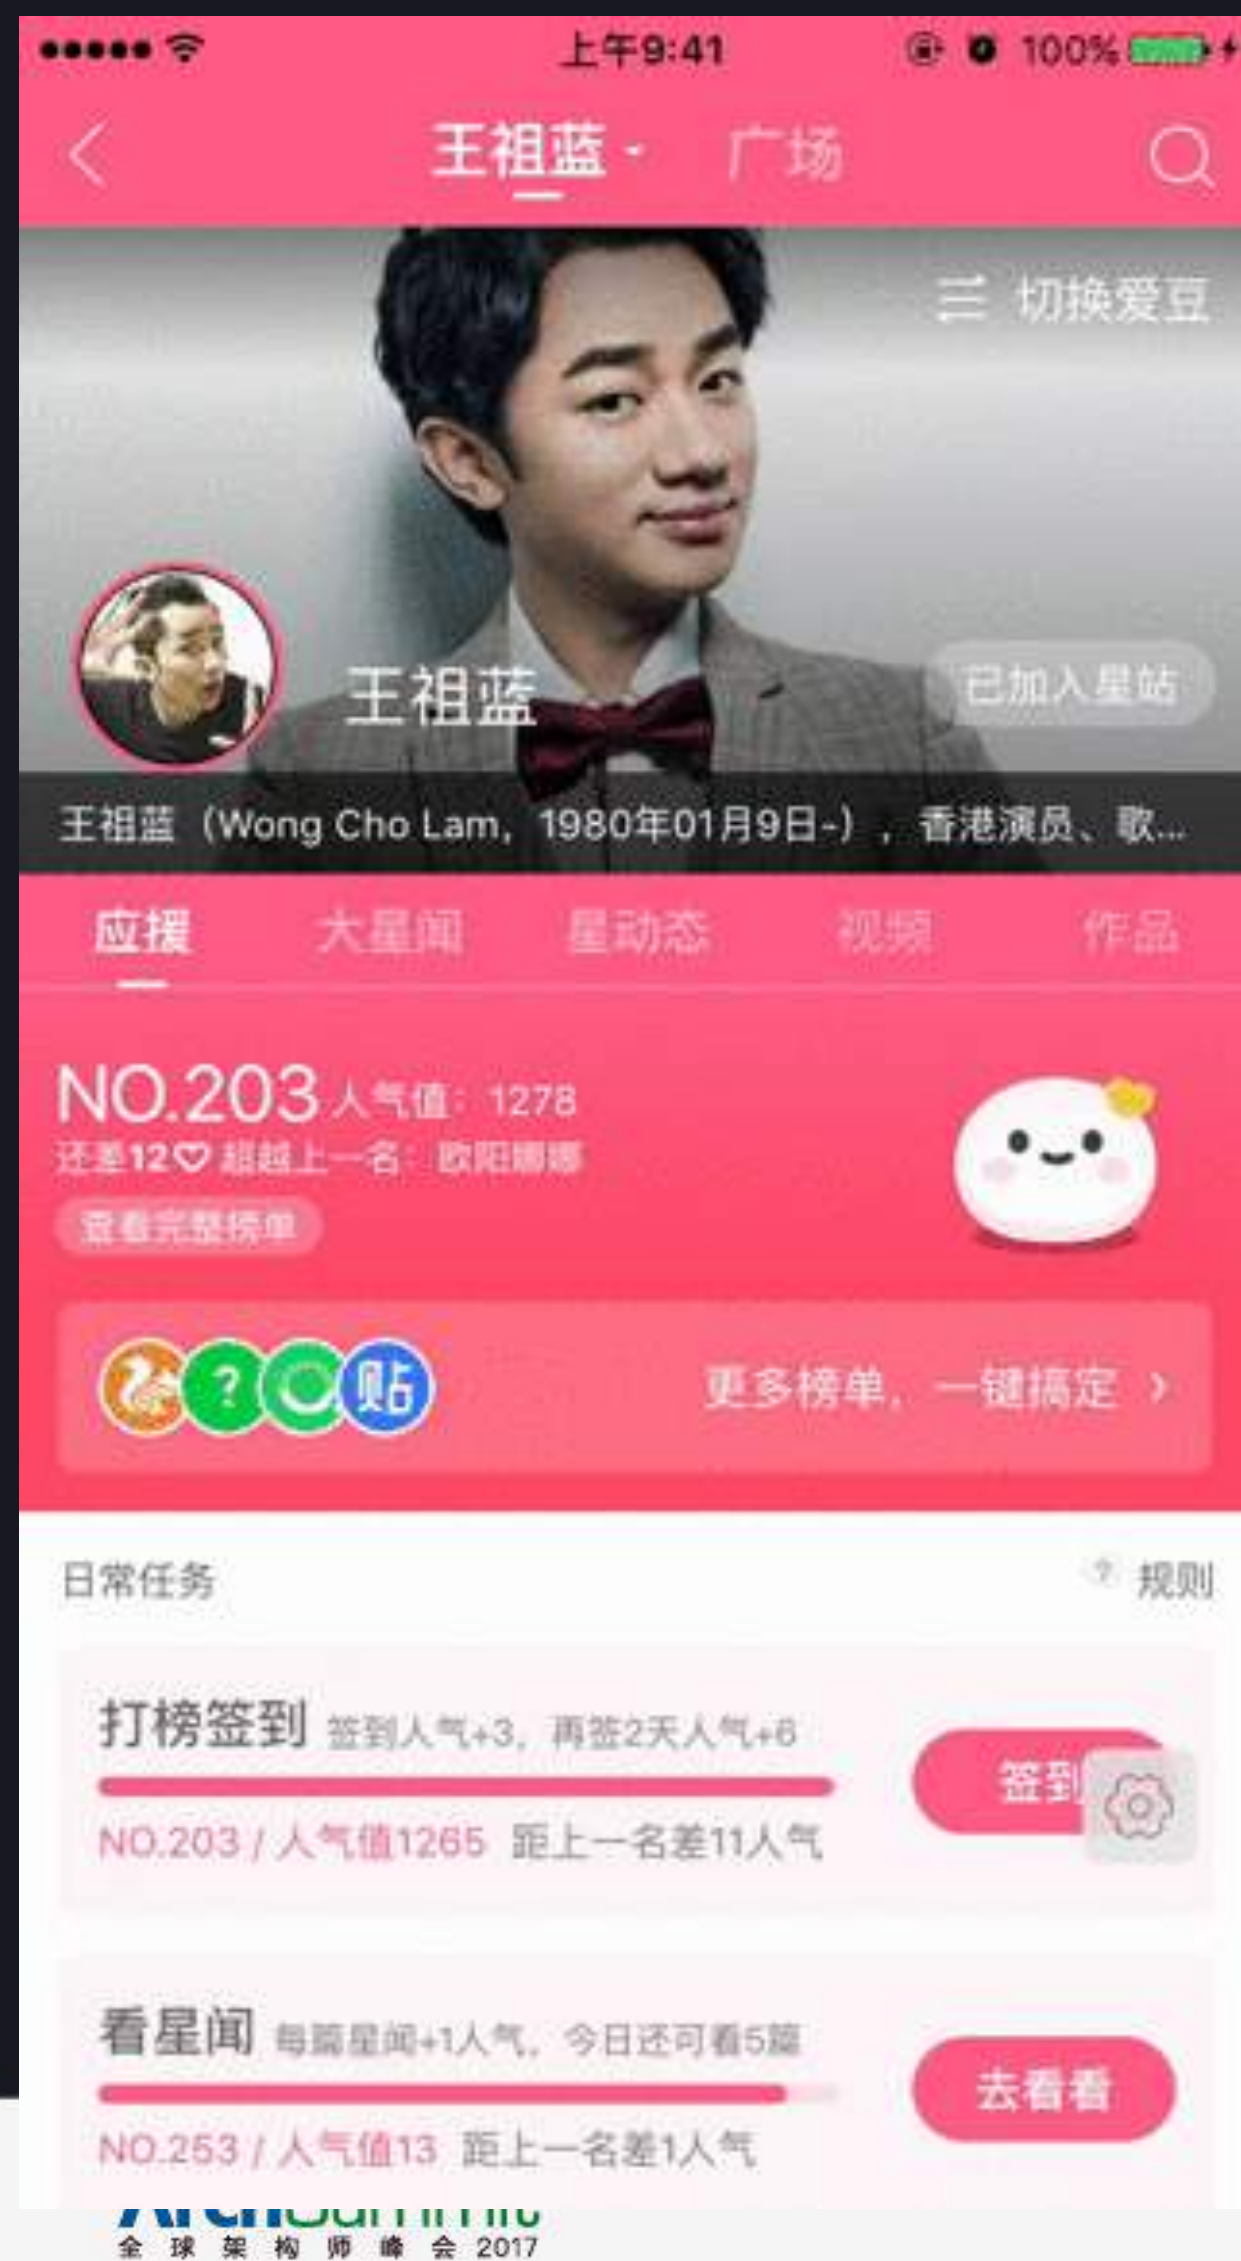 上午9:41 100%
王祖蓝 广场
切换爱豆
王祖蓝
已加入星站
王祖蓝（Wong Cho Lam，1980年01月9日-），香港演员、歌...
应援 大星闻 星动态 视频 作品
NO.203 人气值：1278
还差12♡ 超越上一名：欧阳娜娜
查看完整榜单
? 贴 更多榜单，一键搞定 >
日常任务 ? 规则
打榜签到 签到人气+3，再签2天人气+6
签到
NO.203 / 人气值1265 距上一名差11人气
看星闻 每篇星闻+1人气，今日还可看5篇
去看看
NO.253 / 人气值13 距上一名差1人气
ArchSummit
全球架构师峰会2017